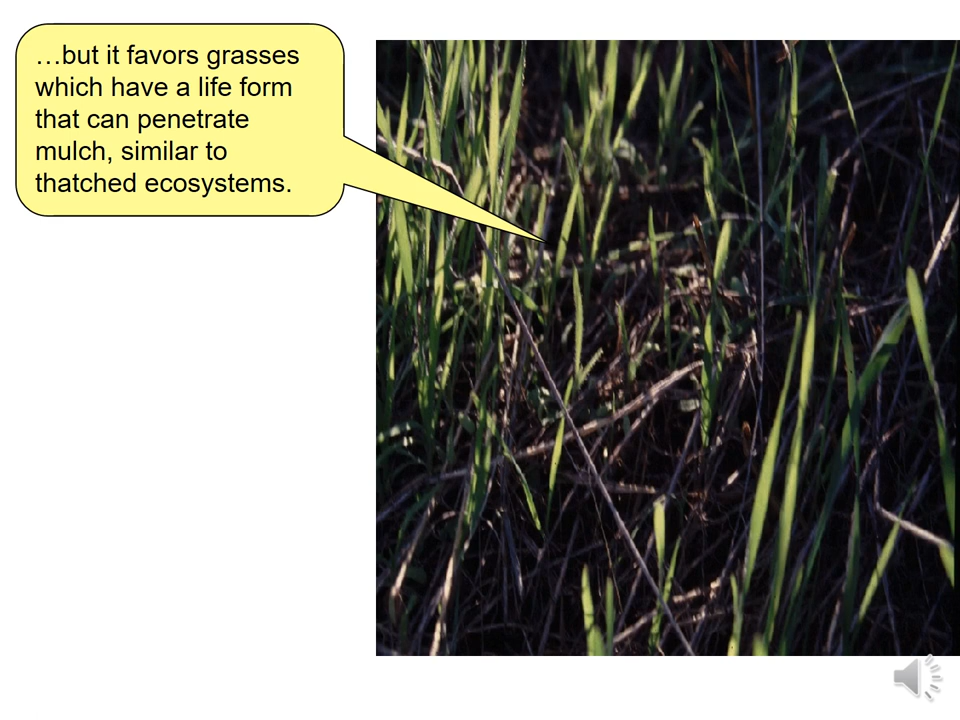 …but it favors grasses
which have a life form
that can penetrate
mulch, similar to
thatched ecosystems.